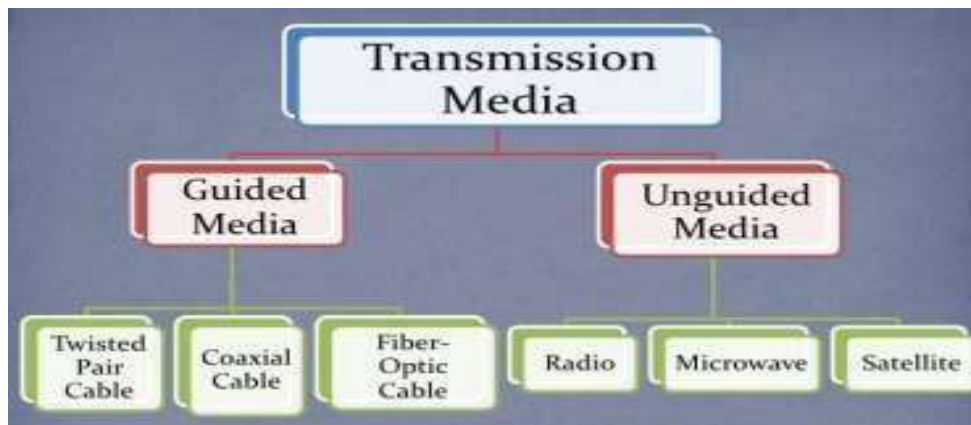 Transmission
Media
Guided
Media
Unguided
Media
Twisted
Pair
Cable
Coaxial
Cable
Fiber-
Optic
Cable
Radio
Microwave
Satellite